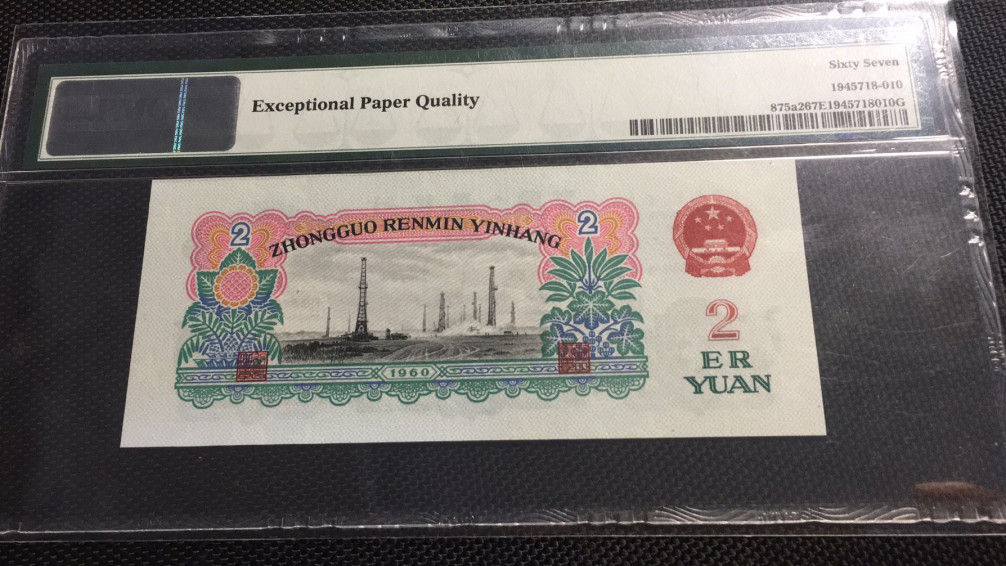 Sixty Seven
Exceptional Paper Quality
1945718-010
875a267E1945718010G
2
2
ZHONGGUO RENMIN YINHANG
1960
2
ER
YUAN